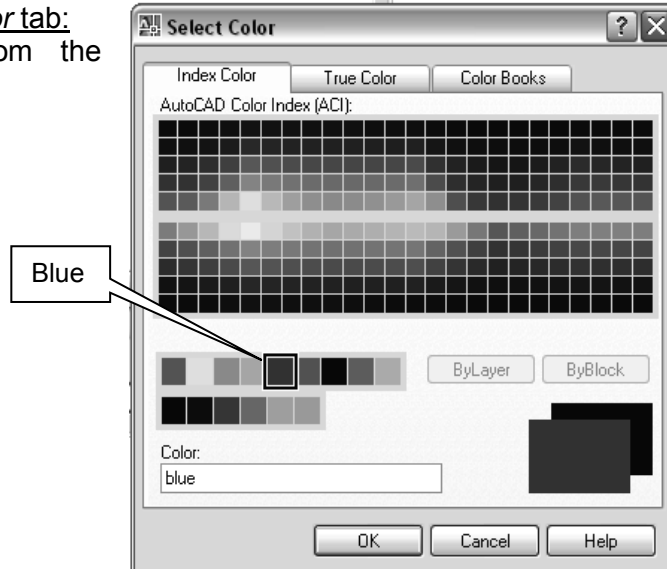 or tab:
om the
Select Color
Index Color
True Color
Color Books
AutoCAD Color Index (ACI):
Blue
ByLayer
ByBlock
Color:
blue
OK
Cancel
Help